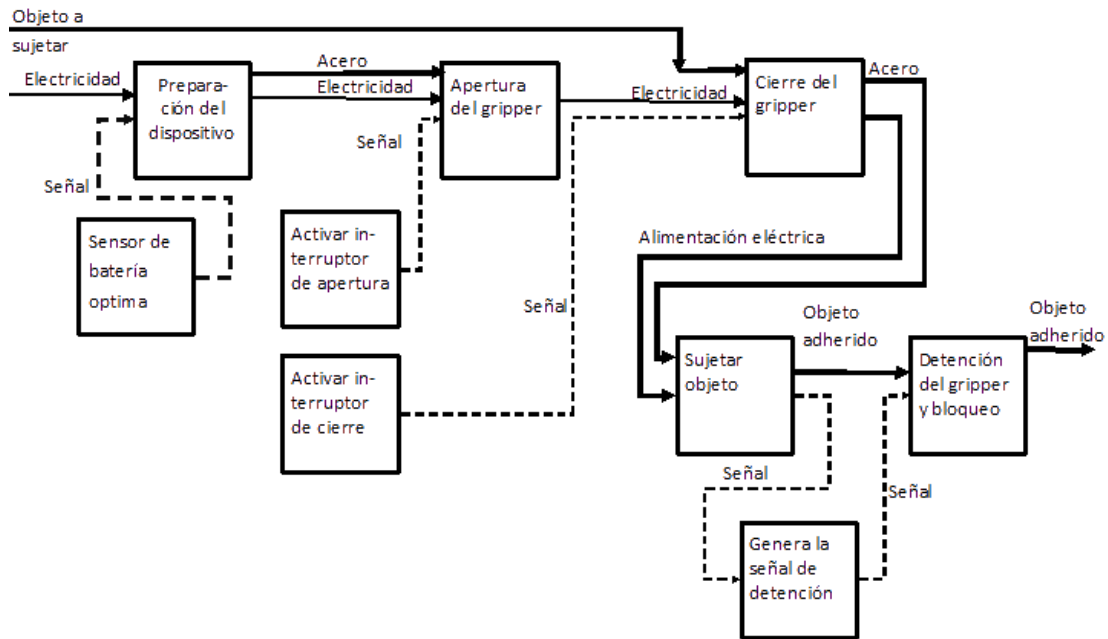 Objeto a
sujetar
Electricidad
Prepara-
ción del
dispositivo
Acero
Electricidad
Apertura
del gripper
Electricidad
Cierre del
gripper
Acero
Señal
Señal
Sensor de
batería
optima
Activar in-
terruptor
de apertura
Alimentación eléctrica
Señal
Activar in-
terruptor
de cierre
Sujetar
objeto
Objeto
adherido
Detención
del gripper
y bloqueo
Objeto
adherido
Señal
Señal
Genera la
señal de
detención